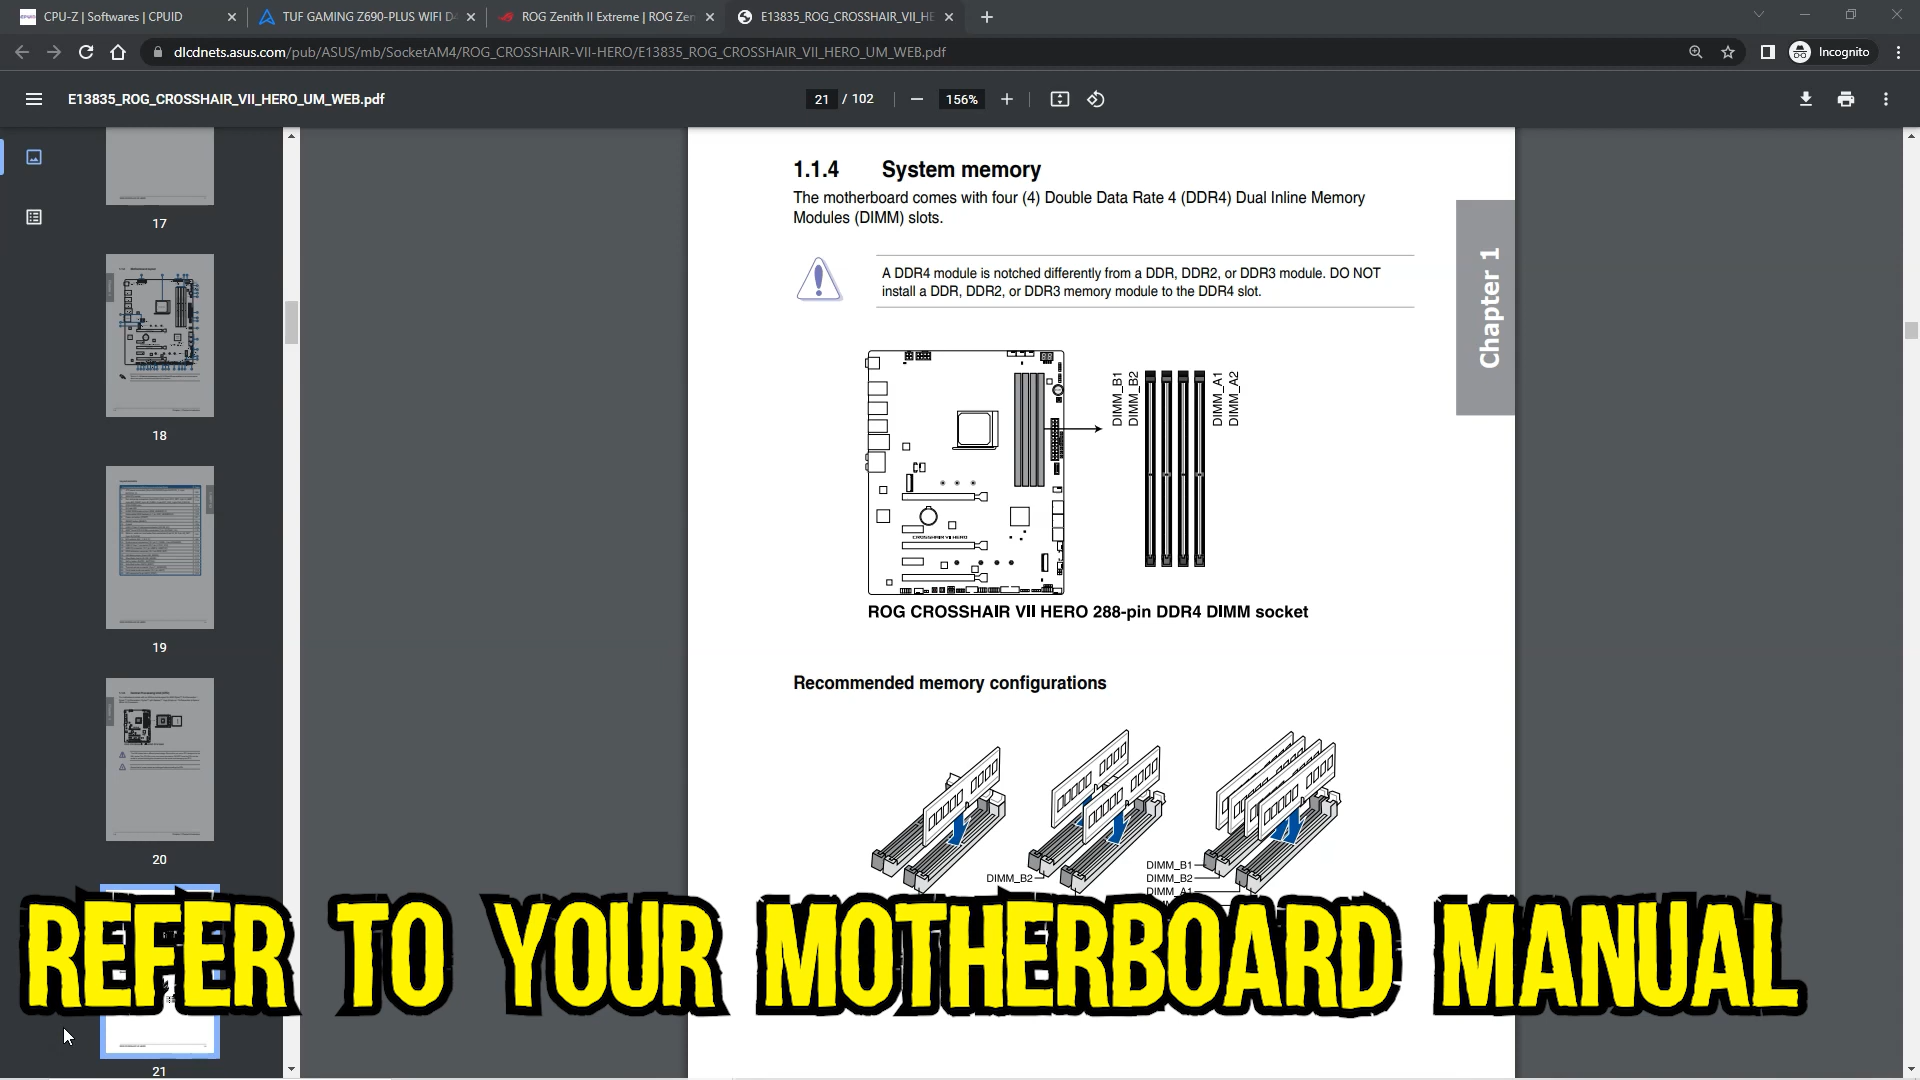 CPU-Z | Softwares | CPUID
TUF GAMING Z690-PLUS WIFI D4
ROG Zenith II Extreme | ROG Zen
E13835_ROG_CROSSHAIR_VII_HE
dlcdnets.asus.com/pub/ASUS/mb/SocketAM4/ROG_CROSSHAIR-VII-HERO/E13835_ROG_CROSSHAIR_VII_HERO_UM_WEB.pdf
Incognito
E13835_ROG_CROSSHAIR_VII_HERO_UM_WEB.pdf
21 / 102
156%
17
18
19
20
21
1.1.4 System memory
The motherboard comes with four (4) Double Data Rate 4 (DDR4) Dual Inline Memory
Modules (DIMM) slots.
A DDR4 module is notched differently from a DDR, DDR2, or DDR3 module. DO NOT
install a DDR, DDR2, or DDR3 memory module to the DDR4 slot.
Chapter 1
DIMM_B1
DIMM_B2
DIMM_A1
DIMM_A2
CROSSHAIR VII HERO
ROG CROSSHAIR VII HERO 288-pin DDR4 DIMM socket
Recommended memory configurations
DIMM_B2
DIMM_B1
DIMM_B2
DIMM_A1
REFER TO YOUR MOTHERBOARD MANUAL